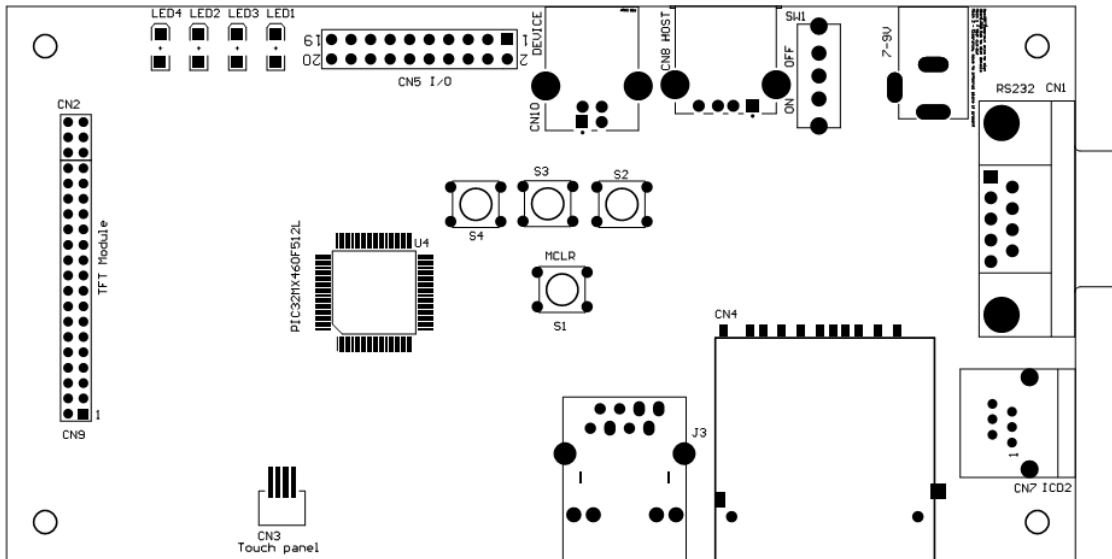 LED4 LED2 LED3 LED1
19 1
20 2
CN5 I/O
DEVICE
CN10
CN8 HOST
SW1
OFF
ON
7-9V
RS232 CN1
CN2
TFT Module
1
CN9
S3 S2
S4
U4
PIC32MX460F512L
MCLR
S1
CN4
J3
1
CN7 ICD2
CN3
Touch panel